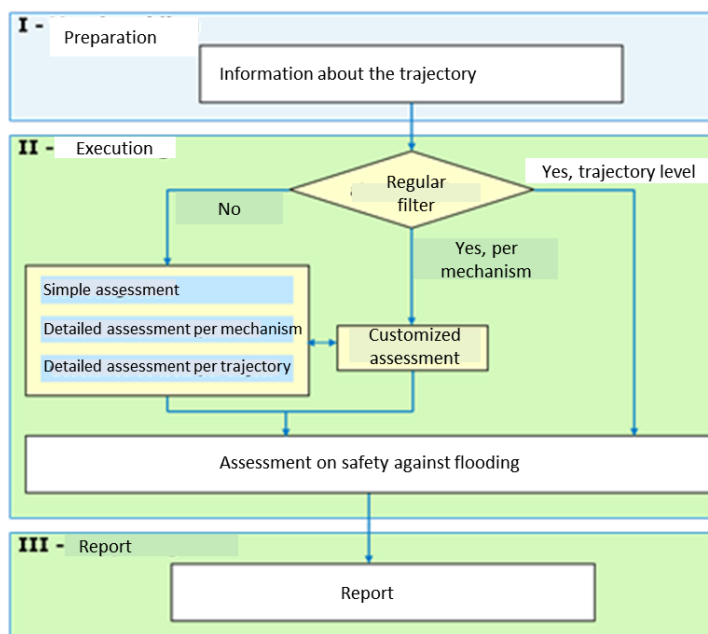 I -
Preparation
Information about the trajectory
II - Execution
Yes, trajectory level
Regular
filter
No
Yes, per
mechanism
Simple assessment
Detailed assessment per mechanism
Detailed assessment per trajectory
Customized
assessment
Assessment on safety against flooding
III - Report
Report